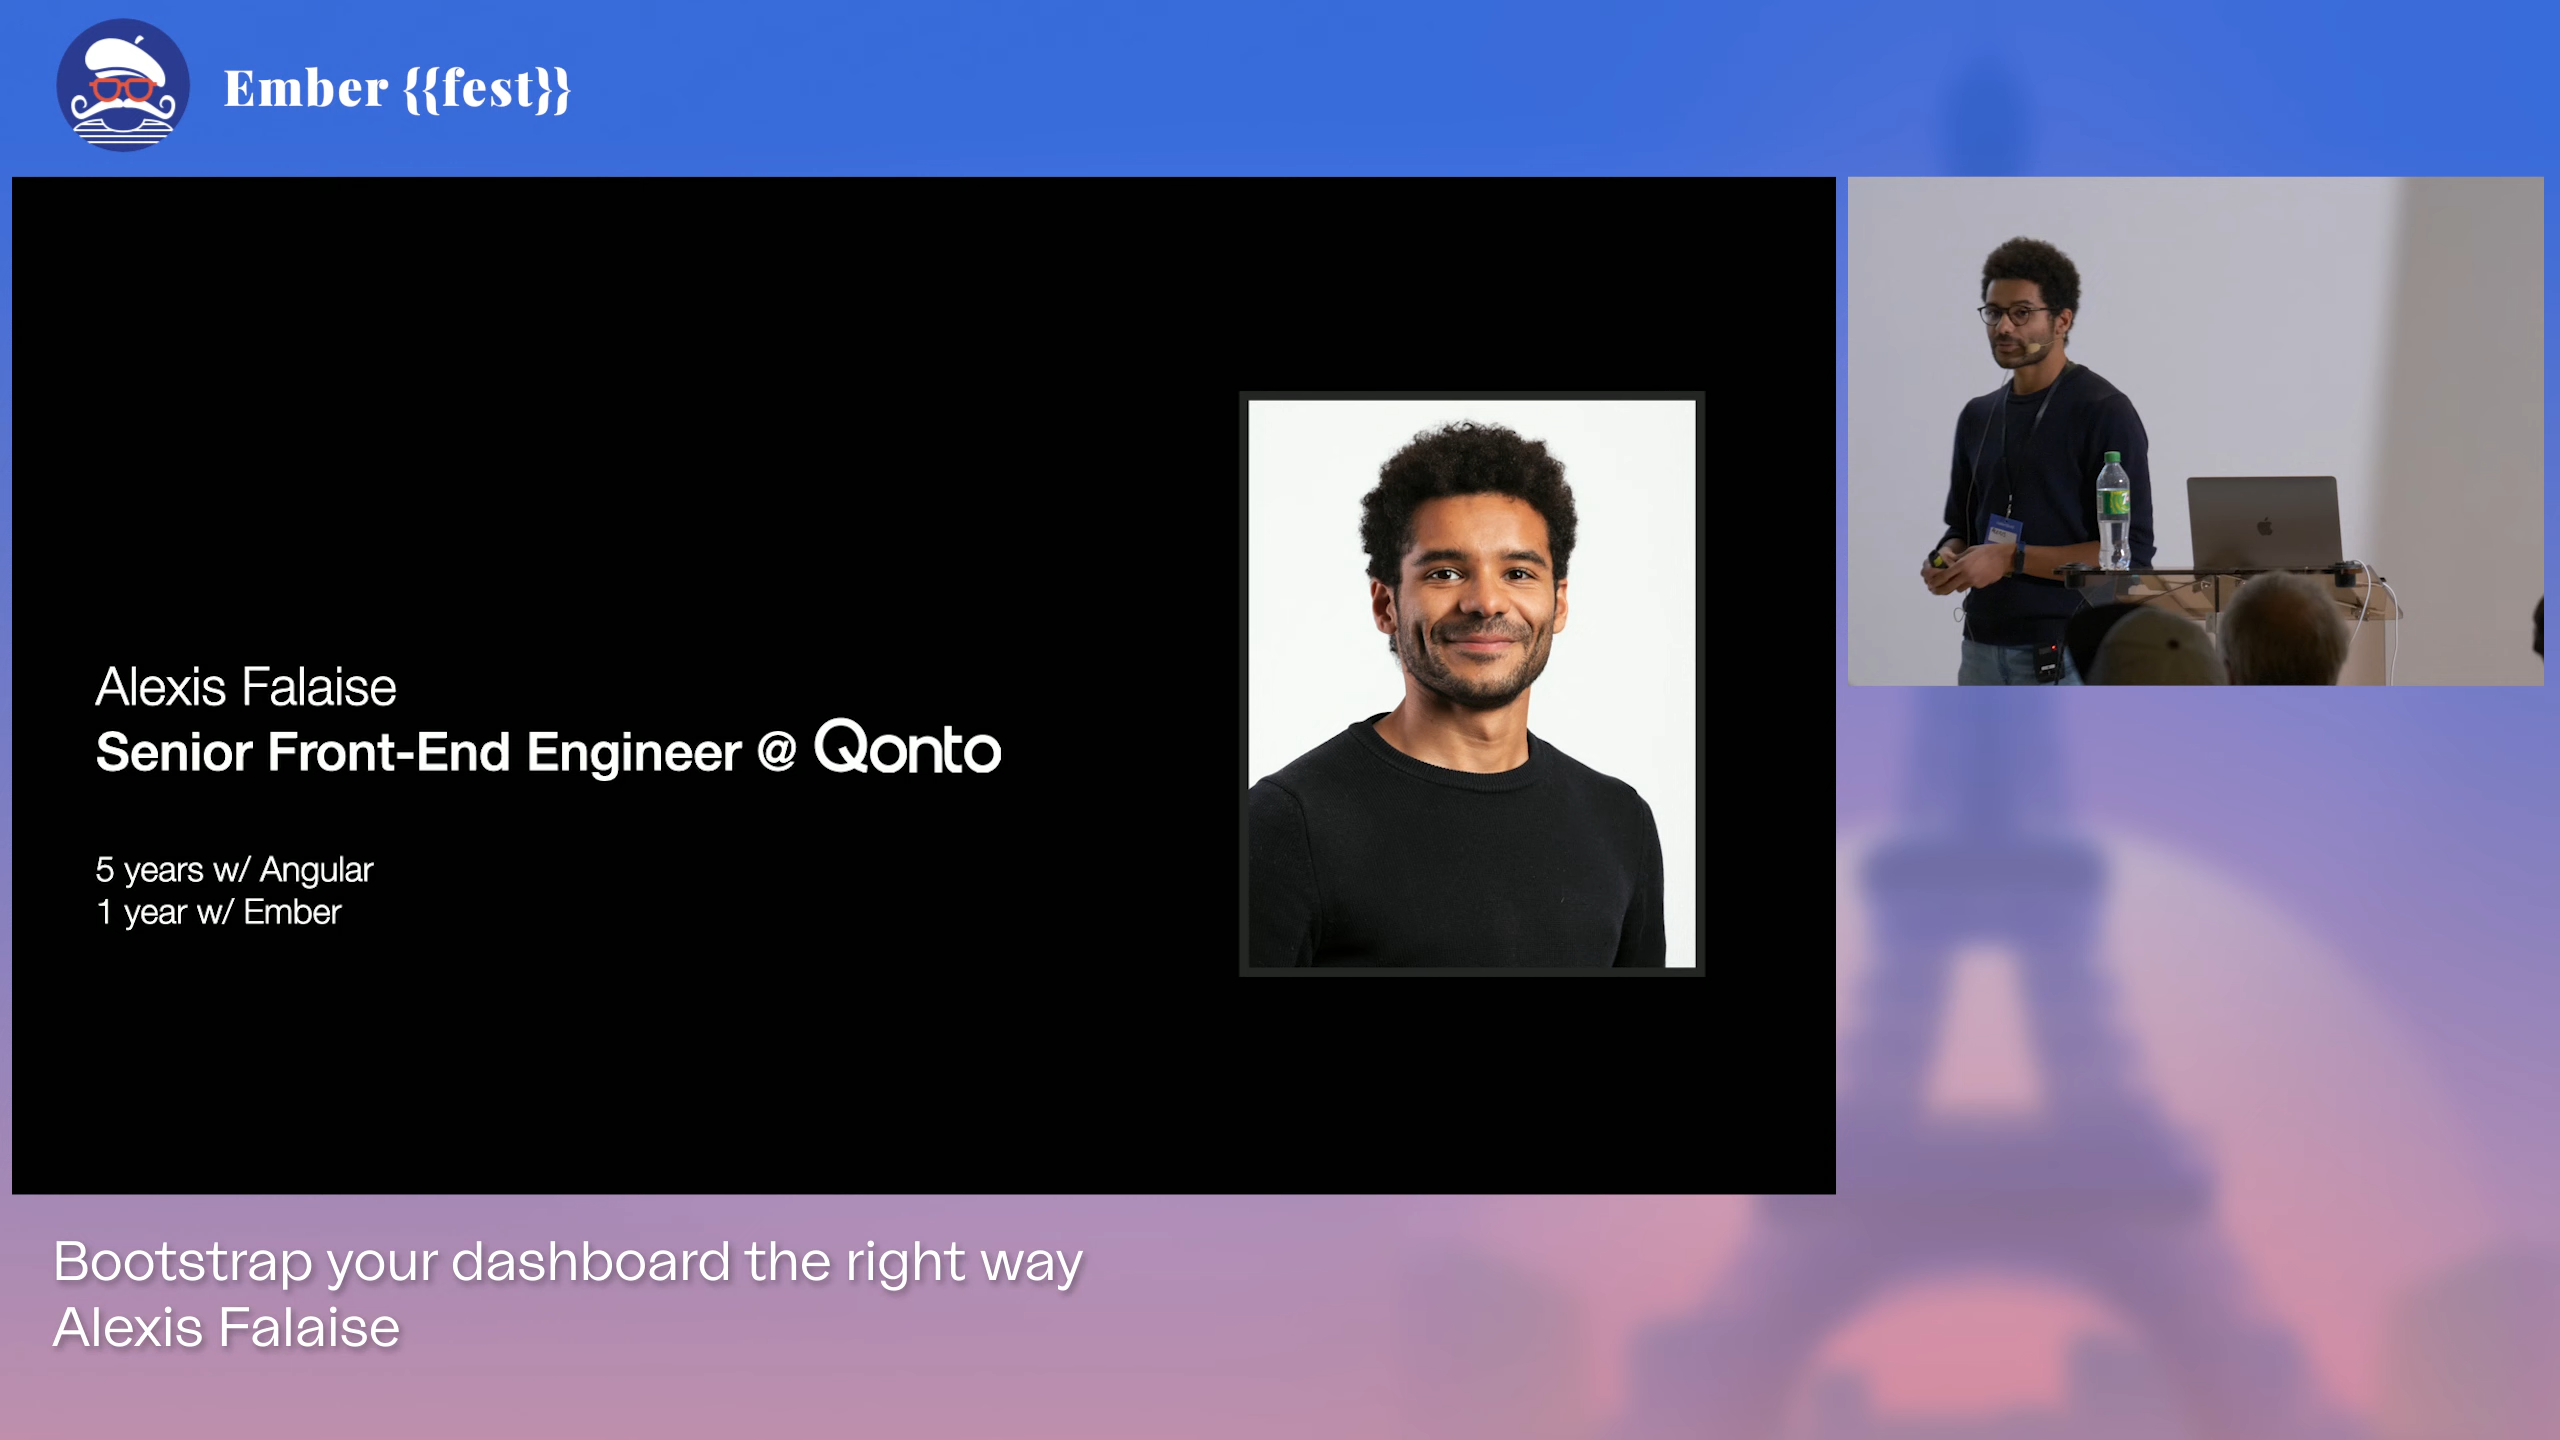 Ember {{fest}}
Alexis Falaise
Senior Front-End Engineer @ Qonto
5 years w/ Angular
1 year w/ Ember
Bootstrap your dashboard the right way
Alexis Falaise